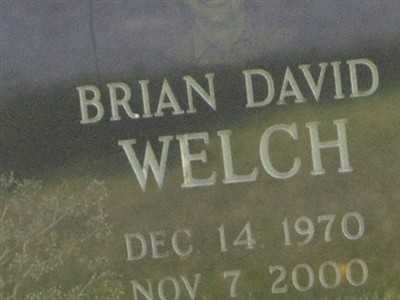 BRIAN DAVID
WELCH
DEC 14 1970
NOV 7 2000